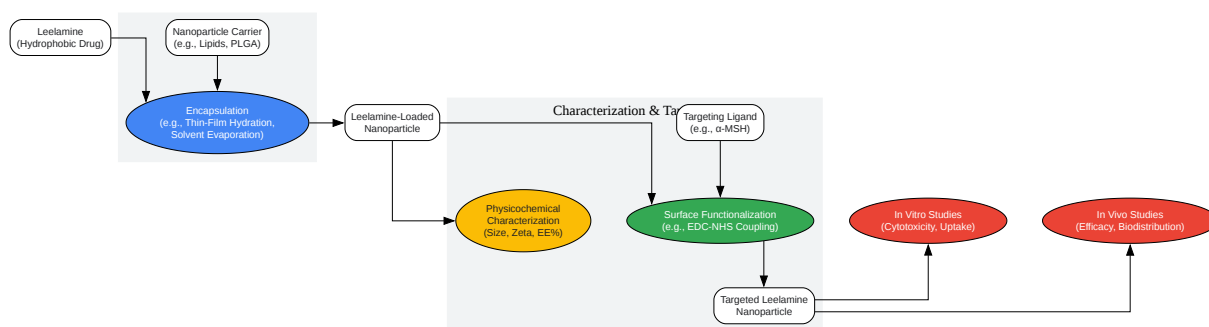 Leelamine
(Hydrophobic Drug)
Nanoparticle Carrier
(e.g., Lipids, PLGA)
Encapsulation
(e.g., Thin-Film Hydration,
Solvent Evaporation)
Leelamine-Loaded
Nanoparticle
Characterization &
Targeting Ligand
(e.g., α-MSH)
Physicochemical
Characterization
(Size, Zeta, EE%)
Surface Functionalization
(e.g., EDC-NHS Coupling)
In Vitro Studies
(Cytotoxicity, Uptake)
In Vivo Studies
(Efficacy, Biodistribution)
Targeted Leelamine
Nanoparticle